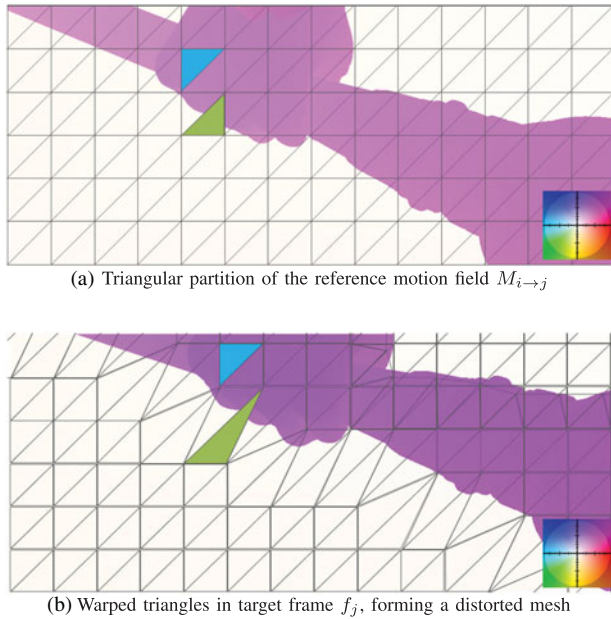 (a) Triangular partition of the reference motion field M_{i→j}
(b) Warped triangles in target frame f_j, forming a distorted mesh